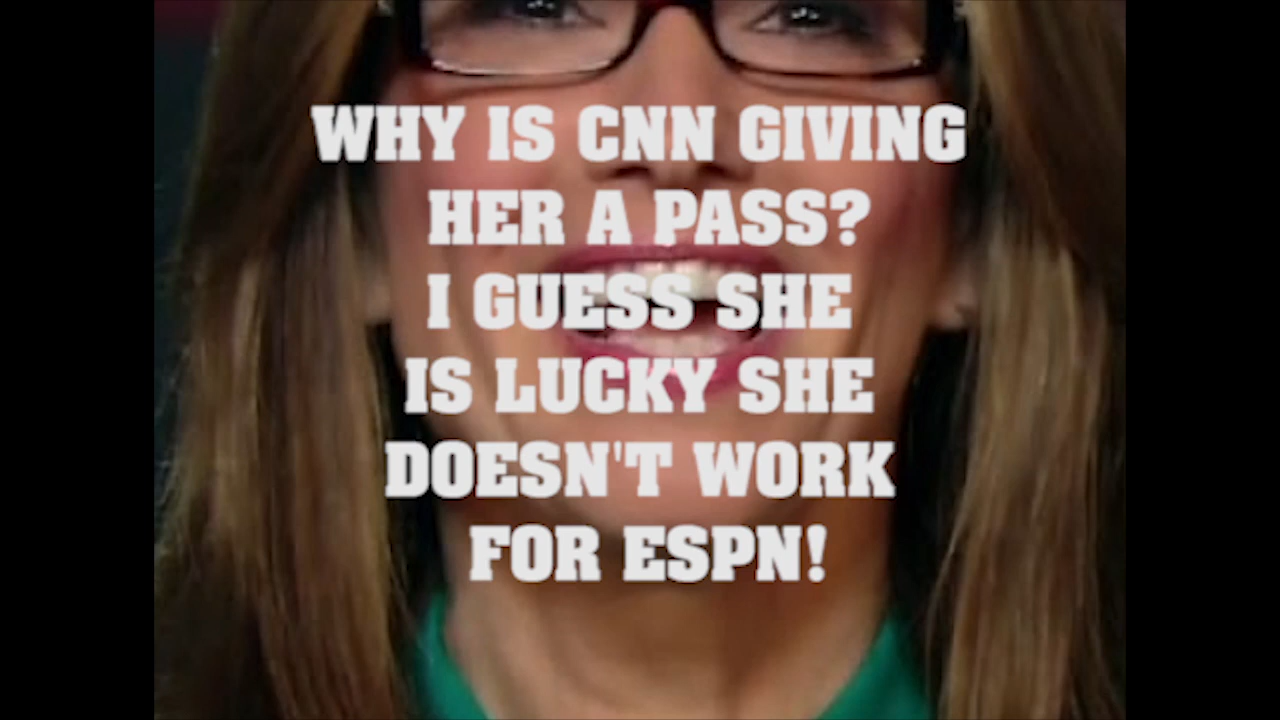 WHY IS CNN GIVING
HER A PASS?
I GUESS SHE
IS LUCKY SHE
DOESN'T WORK
FOR ESPN!